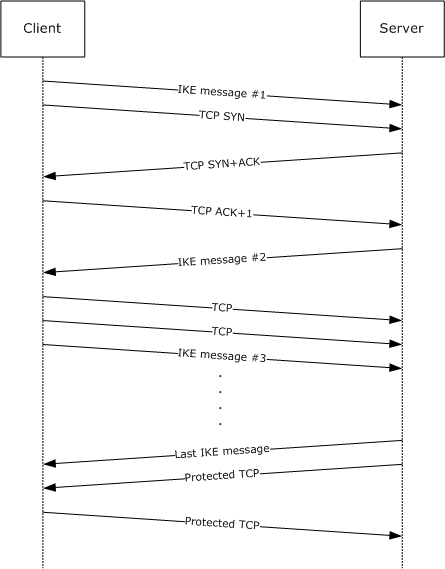 Client
Server
IKE message #1
TCP SYN
TCP SYN+ACK
TCP ACK+1
IKE message #2
TCP
TCP
IKE message #3
Last IKE message
Protected TCP
Protected TCP